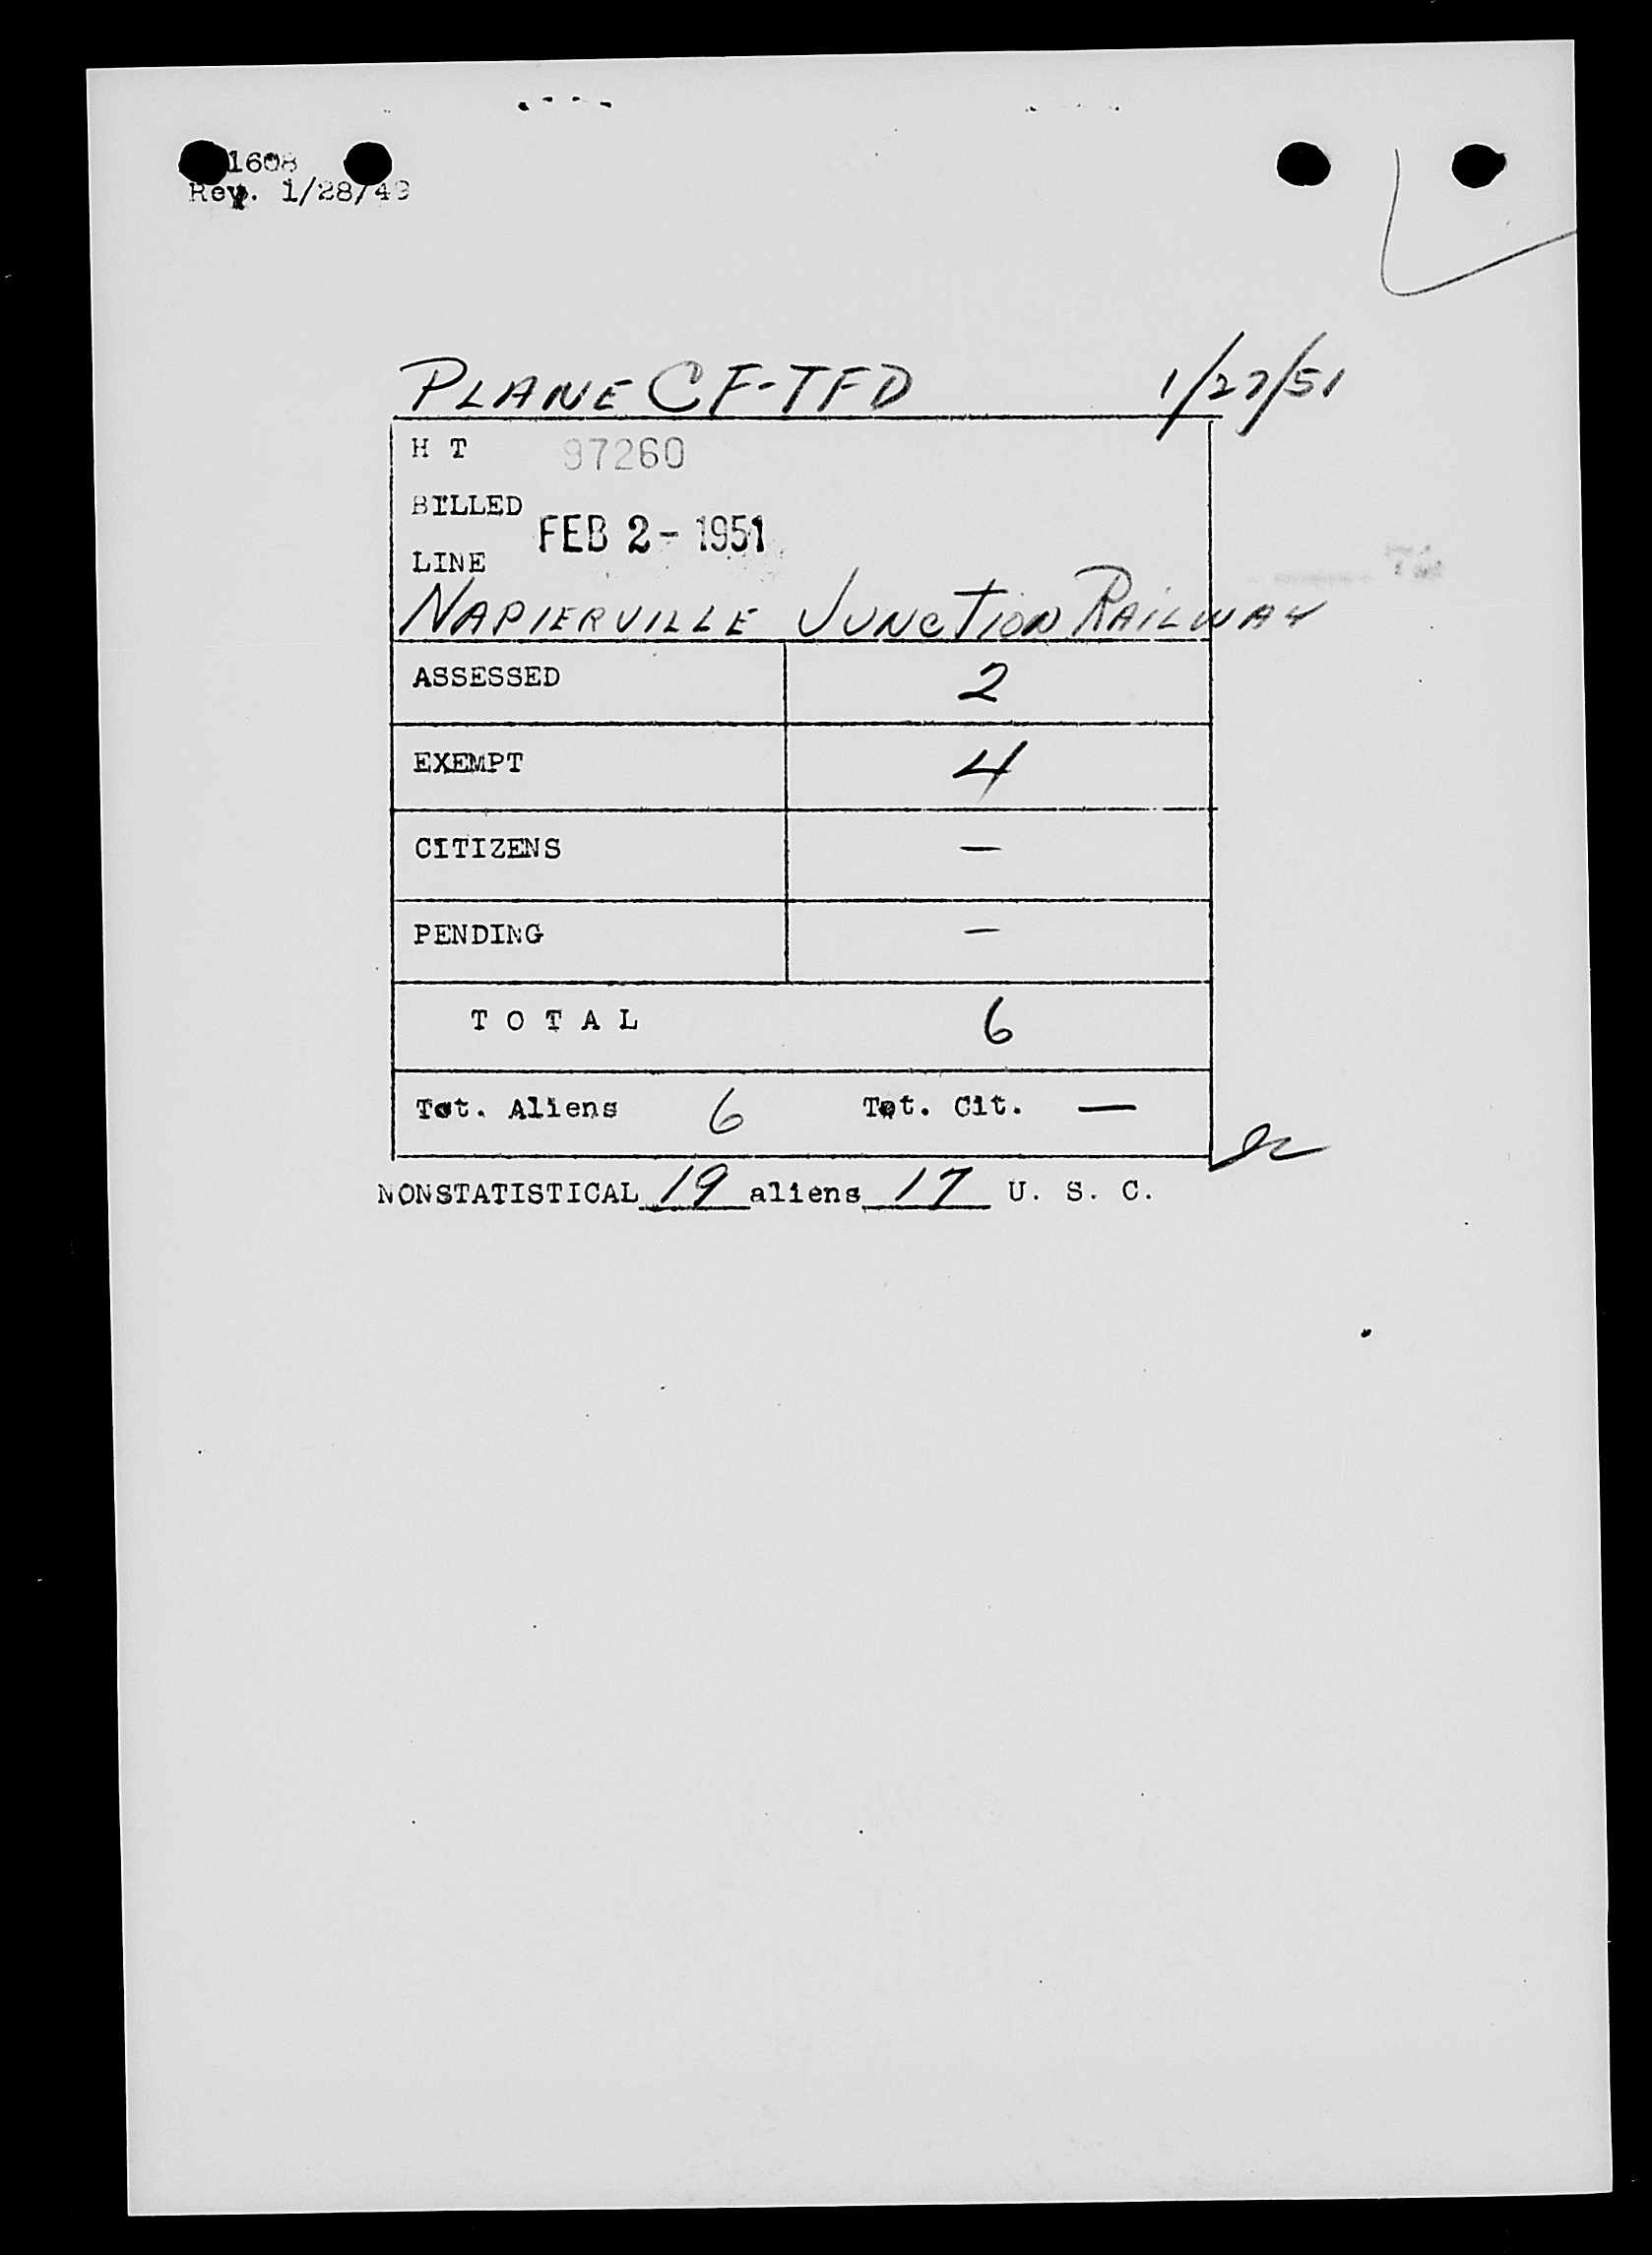 1608
Rev. 1/28/49
PLANE CF-TFD 1/27/51
H T 97260
BILLED
FEB 2- 1951
LINE
NAPIERVILLE JUNCTION RAILWAY
ASSESSED 2
EXEMPT 4
CITIZENS —
PENDING —
T O T A L 6
Tot. Aliens 6 Tot. Cit. —
NONSTATISTICAL 19 aliens 17 U. S. C.